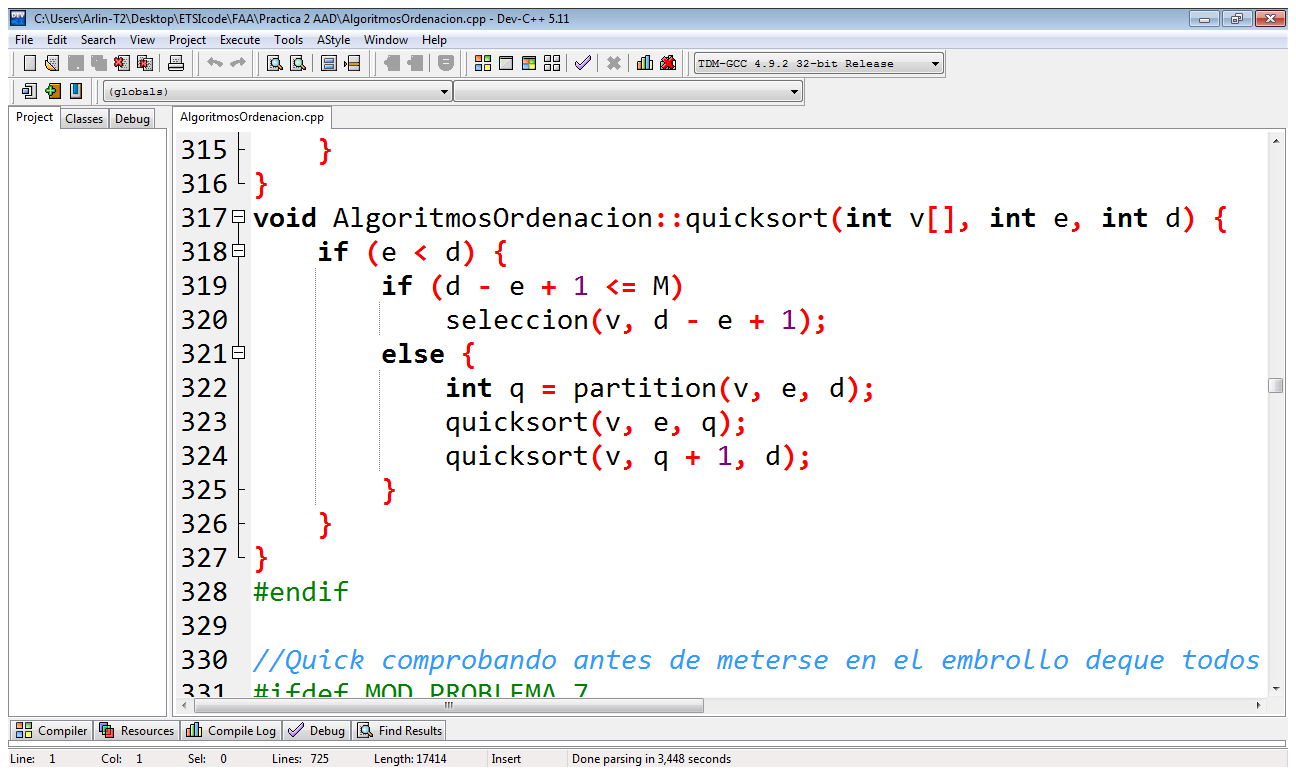 C:\Users\Arlin-T2\Desktop\ETSIcode\FAA\Practica 2 AAD\AlgoritmosOrdenacion.cpp - Dev-C++ 5.11
File Edit Search View Project Execute Tools AStyle Window Help
TDM-GCC 4.9.2 32-bit Release
(globals)
Project Classes Debug AlgoritmosOrdenacion.cpp
315 }
316 }
317 void AlgoritmosOrdenacion::quicksort(int v[], int e, int d) {
318 if (e < d) {
319 if (d - e + 1 <= M)
320 seleccion(v, d - e + 1);
321 else {
322 int q = partition(v, e, d);
323 quicksort(v, e, q);
324 quicksort(v, q + 1, d);
325 }
326 }
327 }
328 #endif
329
330 //Quick comprobando antes de meterse en el embrollo deque todos
331 #ifdef MOD_PROBLEMA_7
Compiler Resources Compile Log Debug Find Results
Line: 1 Col: 1 Sel: 0 Lines: 725 Length: 17414 Insert Done parsing in 3,448 seconds